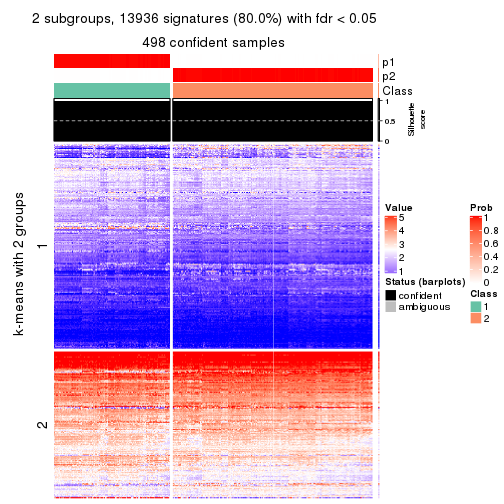 2 subgroups, 13936 signatures (80.0%) with fdr < 0.05
498 confident samples
p1
p2
Class
1
0.5
0
Silhouette
score
k-means with 2 groups
1
2
Value
5
4
3
2
1
Status (barplots)
confident
ambiguous
Prob
1
0.8
0.6
0.4
0.2
0
Class
1
2